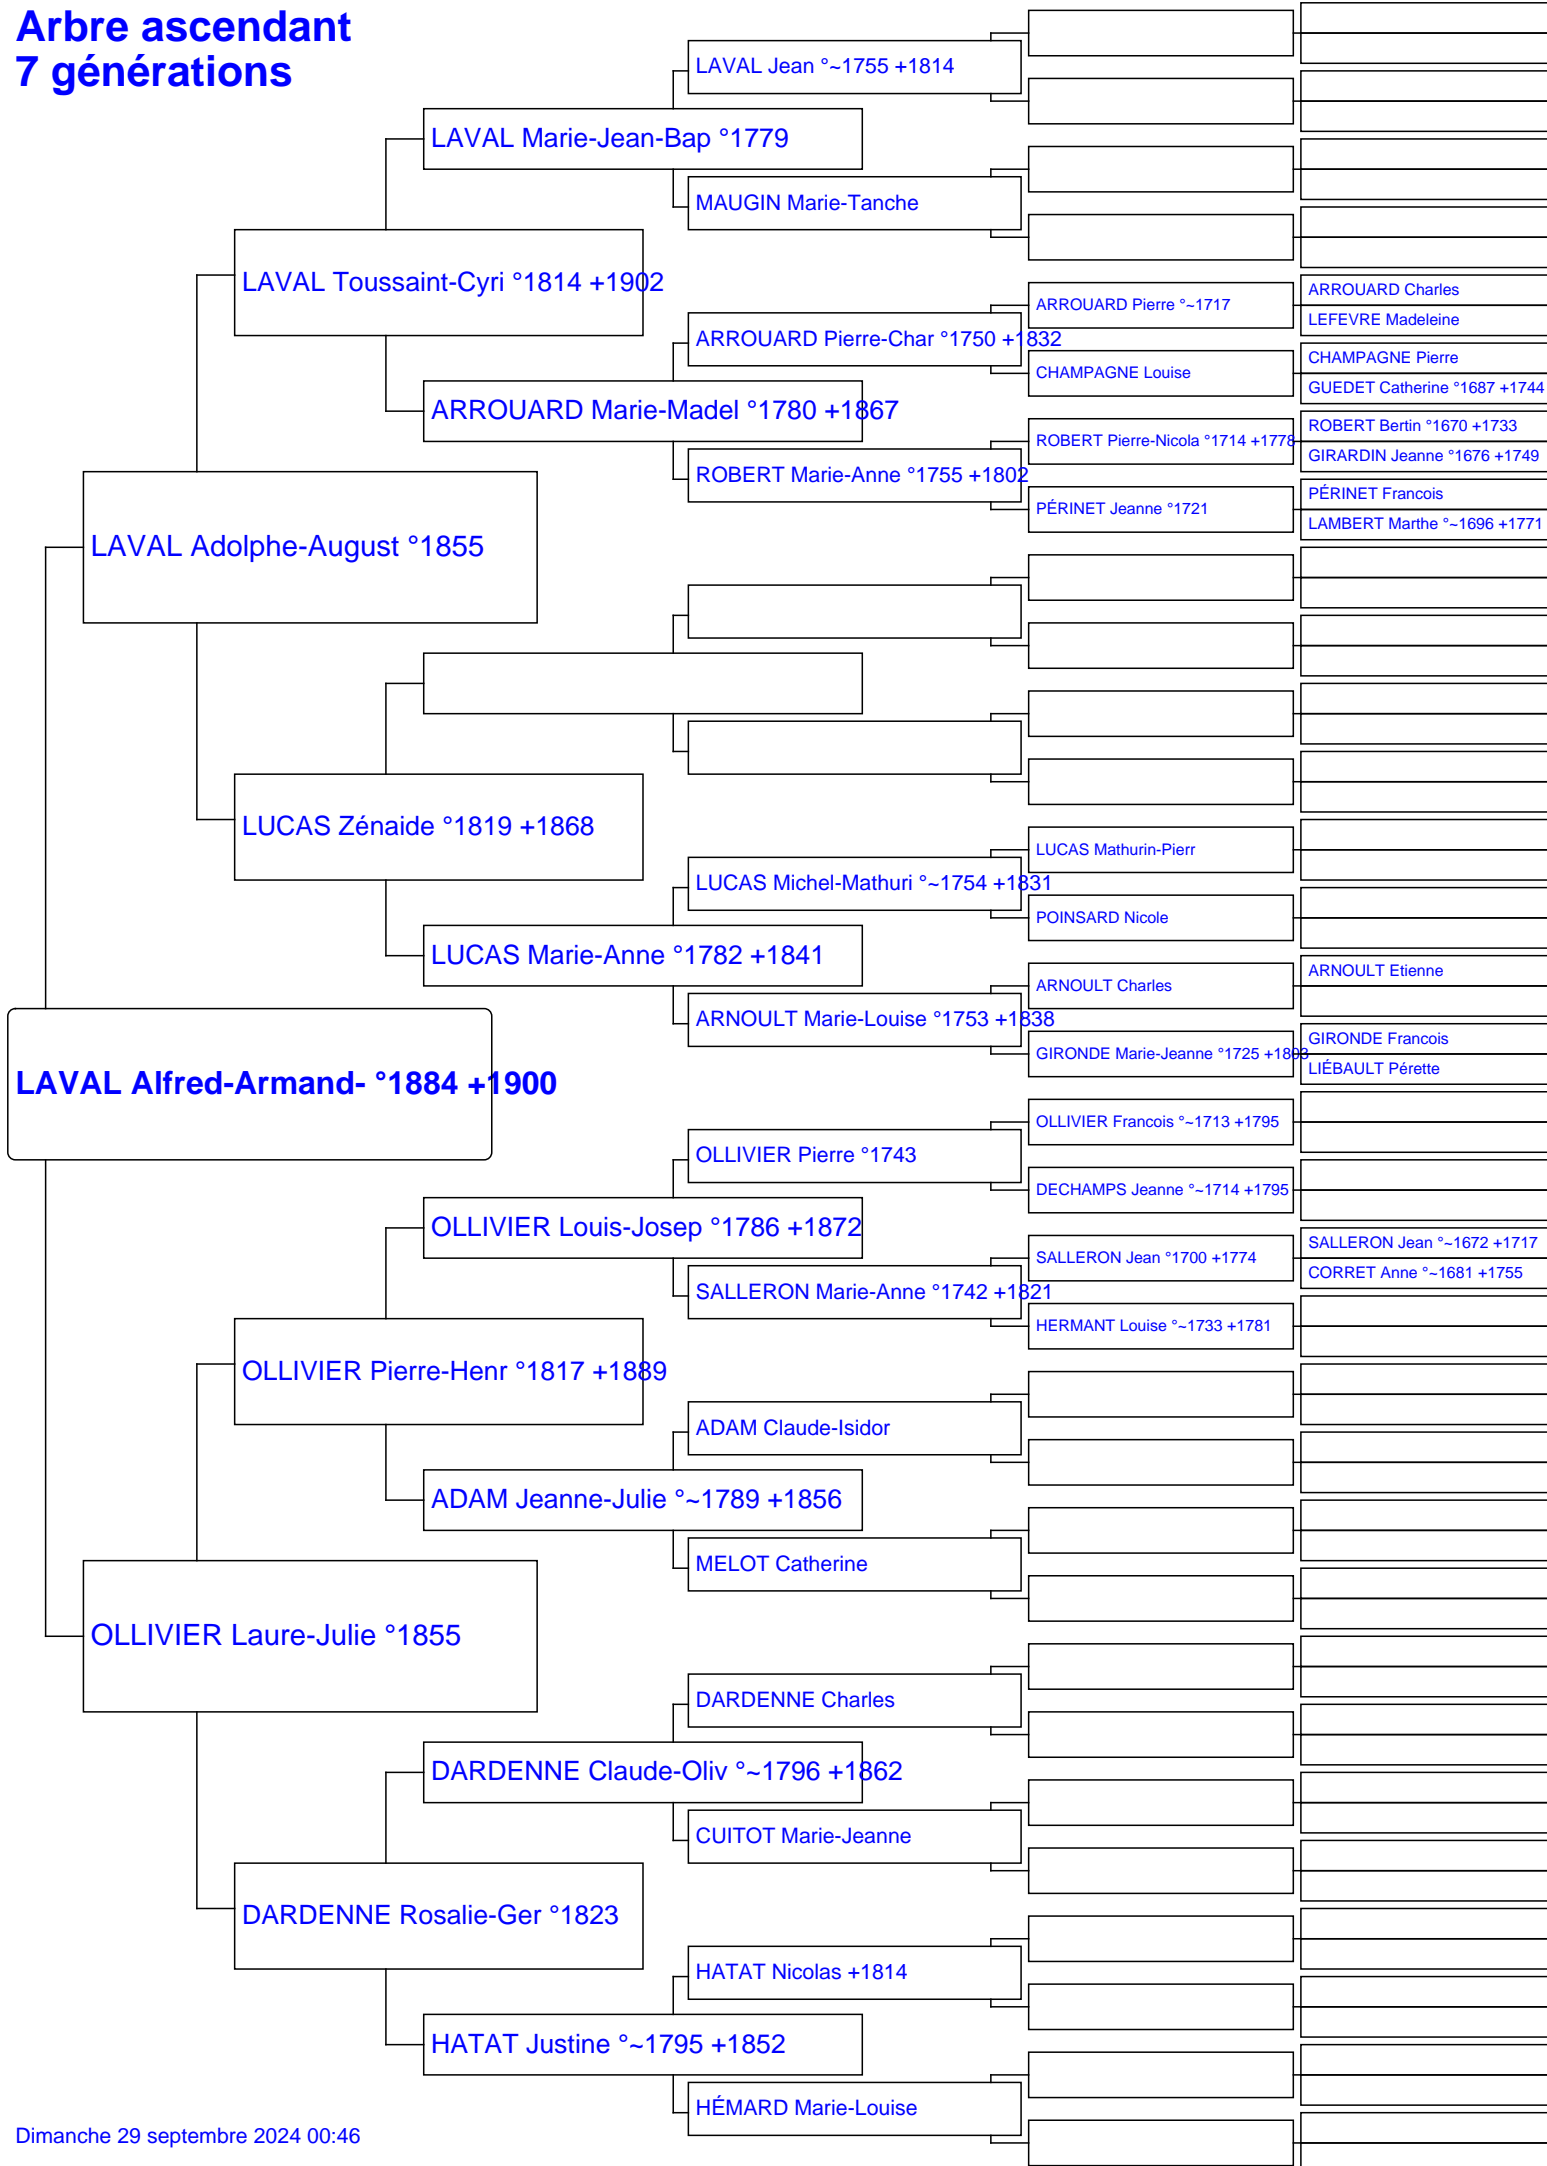 Arbre ascendant
7 générations
LAVAL Jean °~1755 +1814
LAVAL Marie-Jean-Bap °1779
MAUGIN Marie-Tanche
LAVAL Toussaint-Cyri °1814 +1902
ARROUARD Charles
ARROUARD Pierre °~1717
LEFEVRE Madeleine
ARROUARD Pierre-Char °1750 +1832
CHAMPAGNE Pierre
CHAMPAGNE Louise
GUEDET Catherine °1687 +1744
ARROUARD Marie-Madel °1780 +1867
ROBERT Bertin °1670 +1733
ROBERT Pierre-Nicola °1714 +1778
GIRARDIN Jeanne °1676 +1749
ROBERT Marie-Anne °1755 +1802
PÉRINET Francois
PÉRINET Jeanne °1721
LAMBERT Marthe °~1696 +1771
LAVAL Adolphe-August °1855
LUCAS Zénaide °1819 +1868
LUCAS Mathurin-Pierr
LUCAS Michel-Mathuri °~1754 +1831
POINSARD Nicole
LUCAS Marie-Anne °1782 +1841
ARNOULT Etienne
ARNOULT Charles
ARNOULT Marie-Louise °1753 +1838
GIRONDE Francois
GIRONDE Marie-Jeanne °1725 +1803
LIÉBAULT Pérette
LAVAL Alfred-Armand- °1884 +1900
OLLIVIER Francois °~1713 +1795
OLLIVIER Pierre °1743
DECHAMPS Jeanne °~1714 +1795
OLLIVIER Louis-Josep °1786 +1872
SALLERON Jean °~1672 +1717
SALLERON Jean °1700 +1774
CORRET Anne °~1681 +1755
SALLERON Marie-Anne °1742 +1821
HERMANT Louise °~1733 +1781
OLLIVIER Pierre-Henr °1817 +1889
ADAM Claude-Isidor
ADAM Jeanne-Julie °~1789 +1856
MELOT Catherine
OLLIVIER Laure-Julie °1855
DARDENNE Charles
DARDENNE Claude-Oliv °~1796 +1862
CUITOT Marie-Jeanne
DARDENNE Rosalie-Ger °1823
HATAT Nicolas +1814
HATAT Justine °~1795 +1852
HÉMARD Marie-Louise
Dimanche 29 septembre 2024 00:46